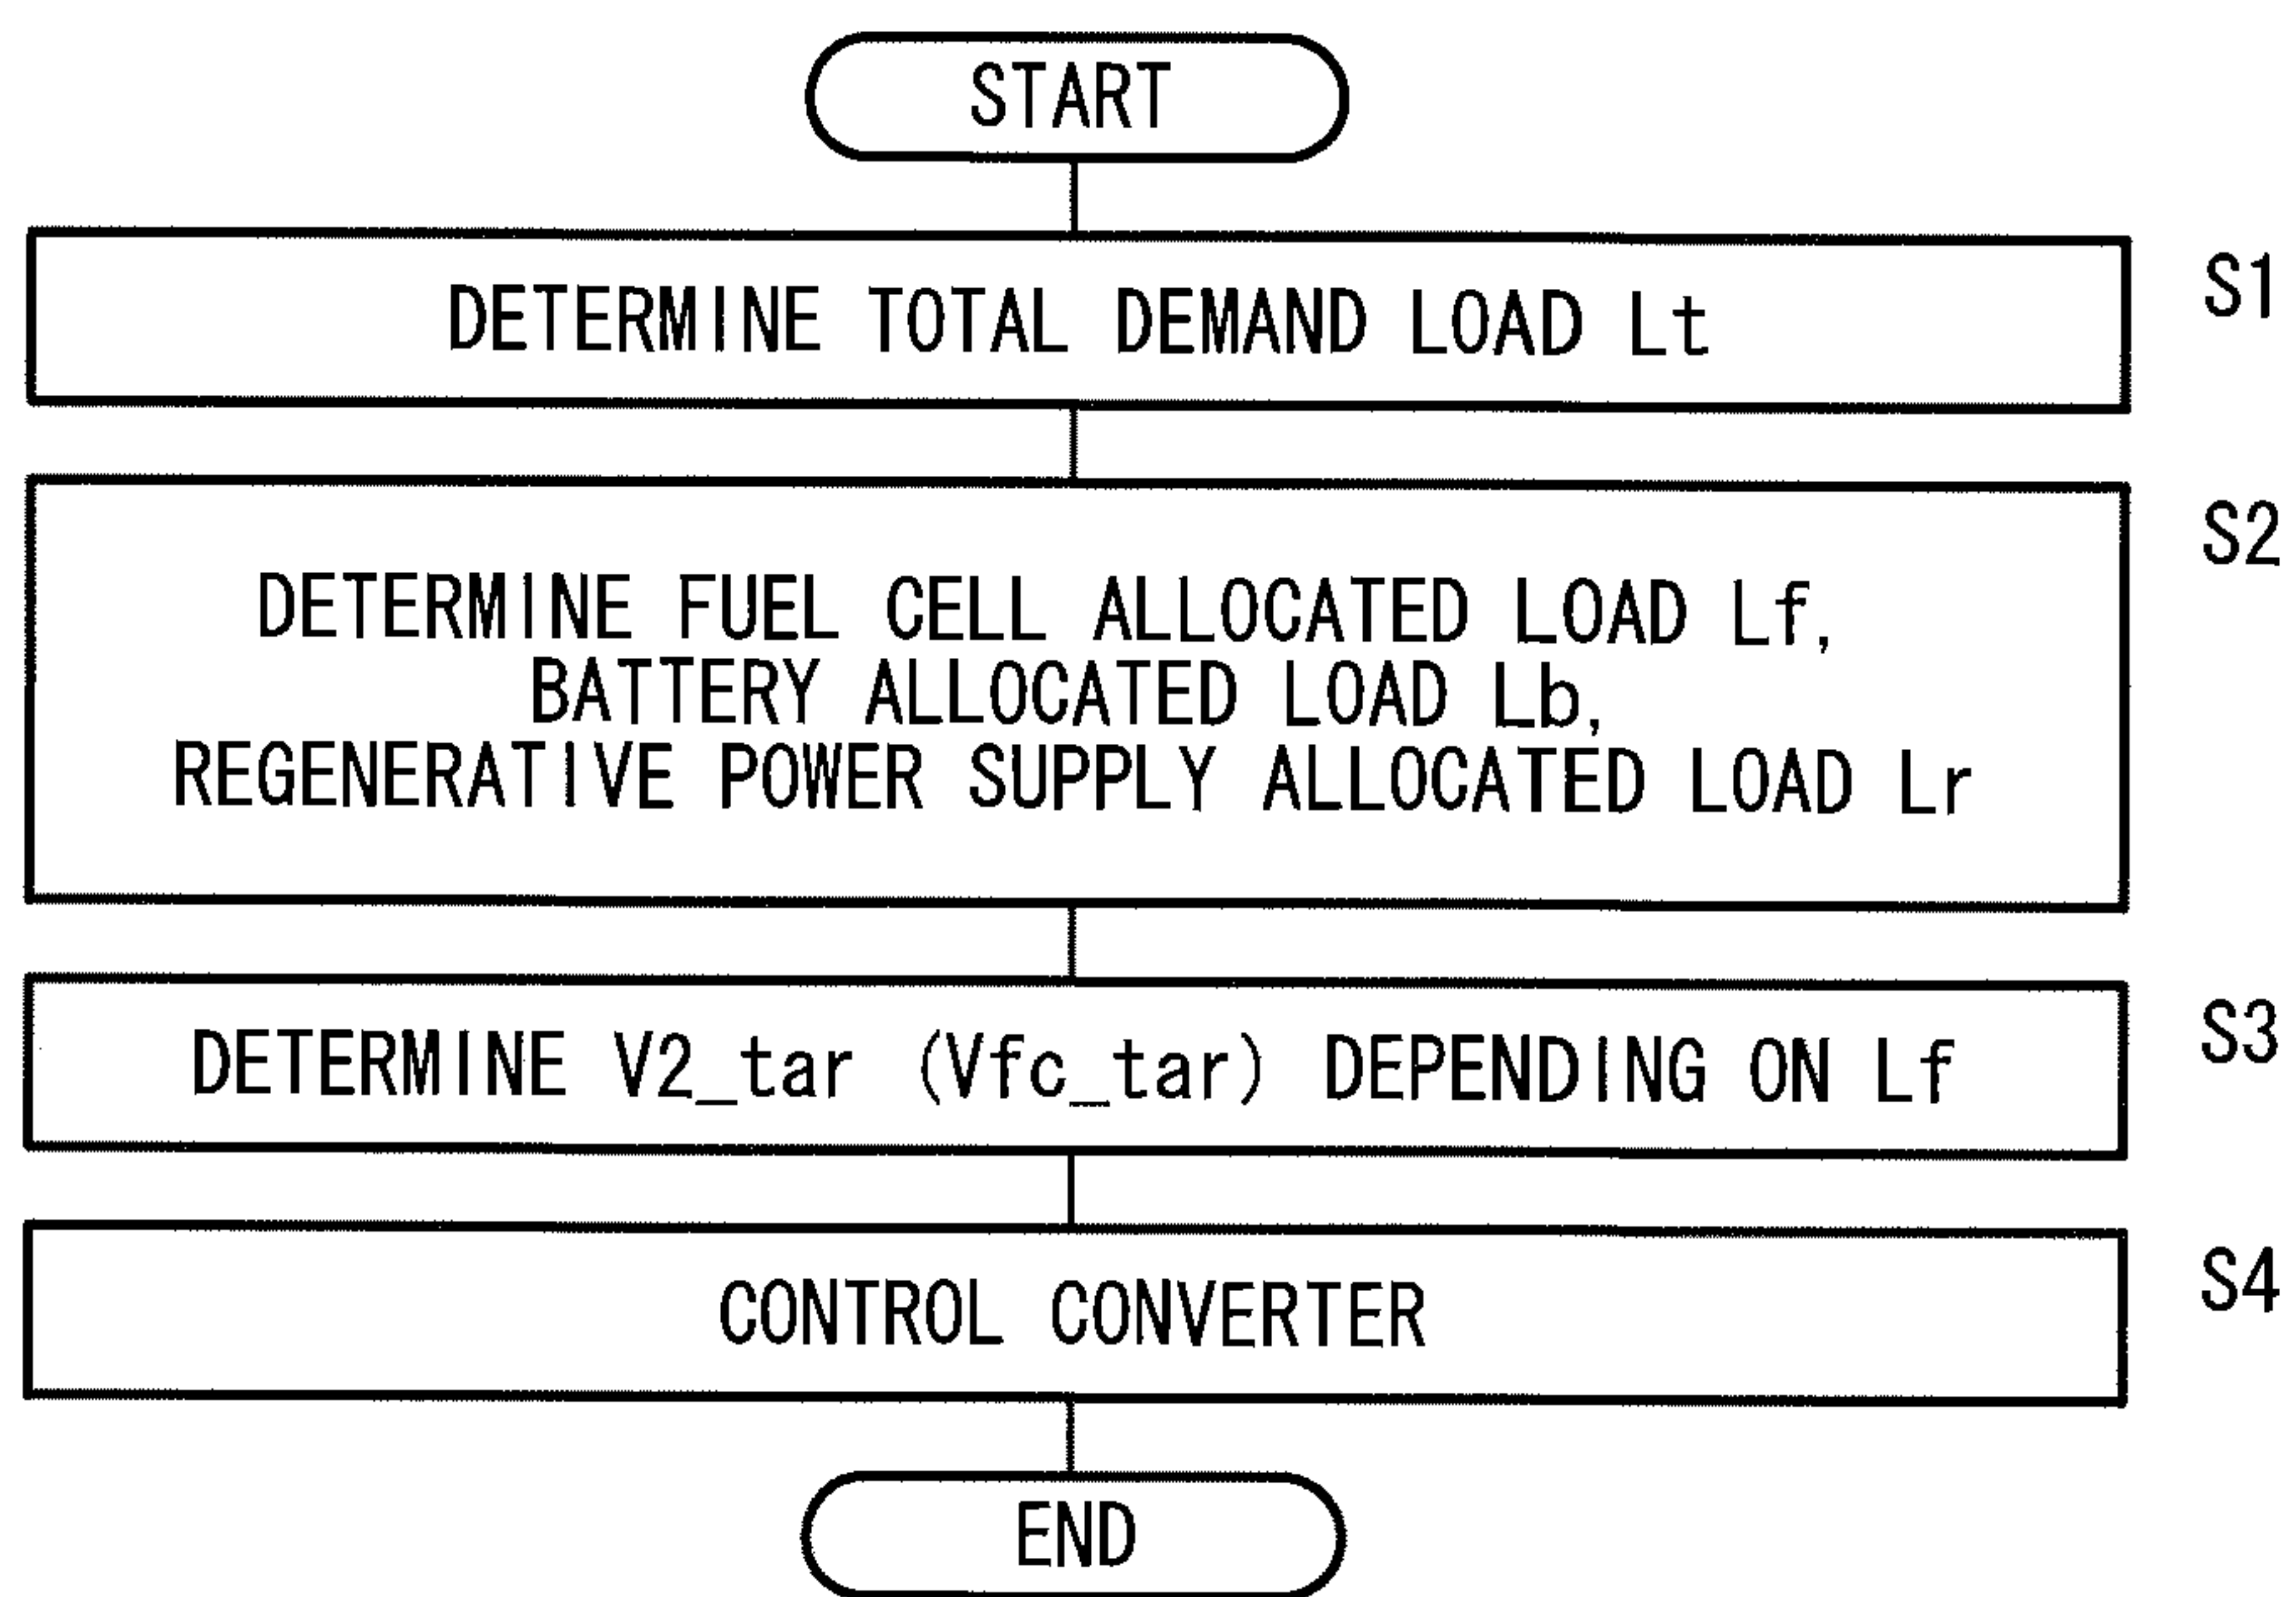 START
DETERMINE TOTAL DEMAND LOAD Lt
S1
DETERMINE FUEL CELL ALLOCATED LOAD Lf,
BATTERY ALLOCATED LOAD Lb,
REGENERATIVE POWER SUPPLY ALLOCATED LOAD Lr
S2
DETERMINE V2_tar (Vfc_tar) DEPENDING ON Lf
S3
CONTROL CONVERTER
S4
END